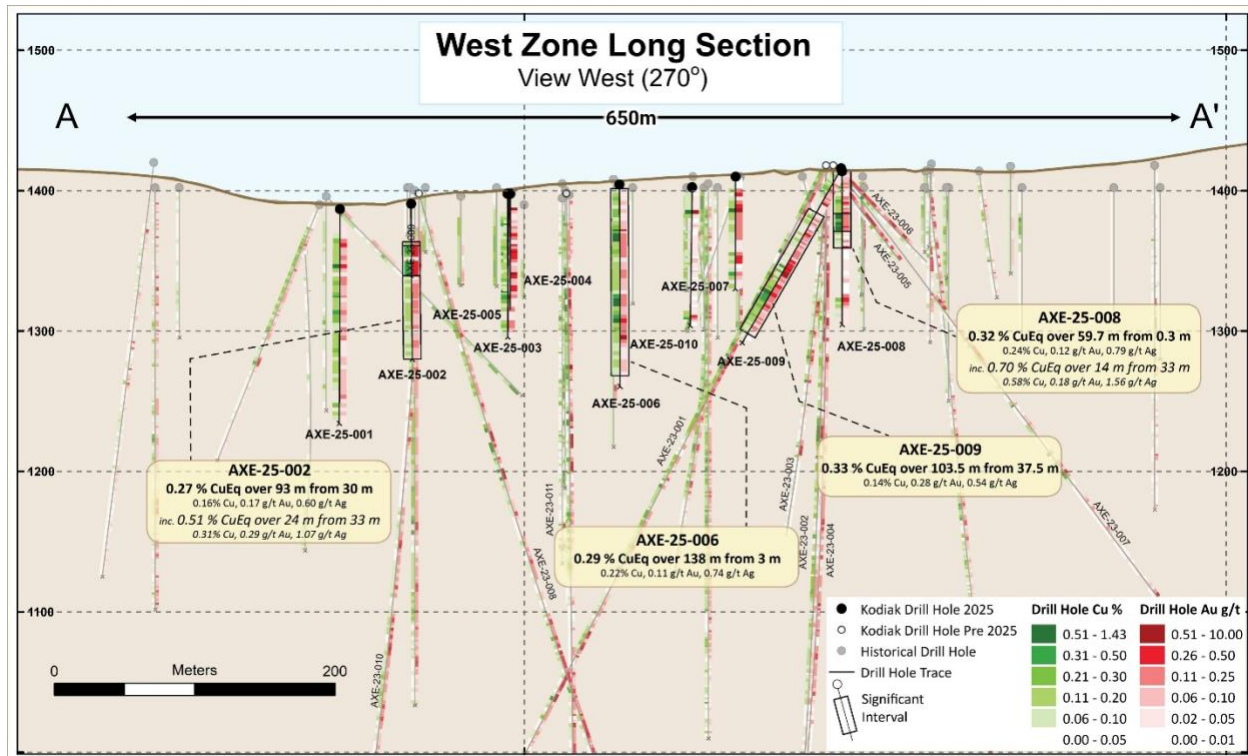 West Zone Long Section
View West (270°)
1500
1500
A
A'
650m
1400
1400
AXE-23-009
AXE-23-006
AXE-23-005
AXE-25-004
AXE-25-007
AXE-25-005
AXE-25-003
AXE-25-010
AXE-25-009
AXE-25-008
AXE-25-002
AXE-25-006
AXE-25-001
1300
1300
AXE-25-008
0.32 % CuEq over 59.7 m from 0.3 m
0.24% Cu, 0.12 g/t Au, 0.79 g/t Ag
inc. 0.70 % CuEq over 14 m from 33 m
0.58% Cu, 0.18 g/t Au, 1.56 g/t Ag
AXE-23-001
AXE-25-009
0.33 % CuEq over 103.5 m from 37.5 m
0.14% Cu, 0.28 g/t Au, 0.54 g/t Ag
1200
1200
AXE-25-002
0.27 % CuEq over 93 m from 30 m
0.16% Cu, 0.17 g/t Au, 0.60 g/t Ag
inc. 0.51 % CuEq over 24 m from 33 m
0.31% Cu, 0.29 g/t Au, 1.07 g/t Ag
AXE-23-011
AXE-23-003
AXE-23-002
AXE-23-004
AXE-23-007
AXE-25-006
0.29 % CuEq over 138 m from 3 m
0.22% Cu, 0.11 g/t Au, 0.74 g/t Ag
AXE-23-008
1100
AXE-23-010
0 Meters 200
Kodiak Drill Hole 2025
Kodiak Drill Hole Pre 2025
Historical Drill Hole
Drill Hole Trace
Significant
Interval
Drill Hole Cu %
0.51 - 1.43
0.31 - 0.50
0.21 - 0.30
0.11 - 0.20
0.06 - 0.10
0.00 - 0.05
Drill Hole Au g/t
0.51 - 10.00
0.26 - 0.50
0.11 - 0.25
0.06 - 0.10
0.02 - 0.05
0.00 - 0.01